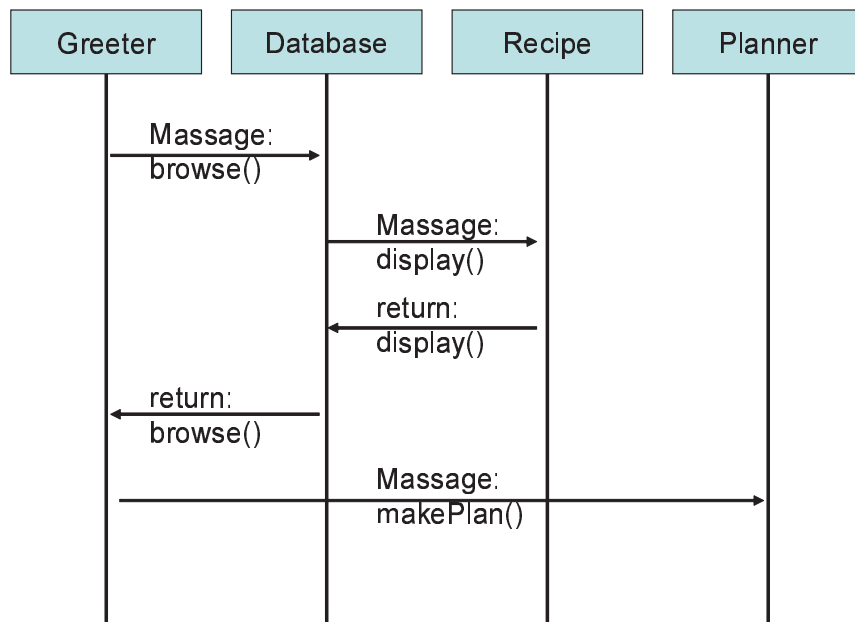 Greeter Database Recipe Planner
Massage:
browse()
Massage:
display()
return:
display()
return:
browse()
Massage:
makePlan()